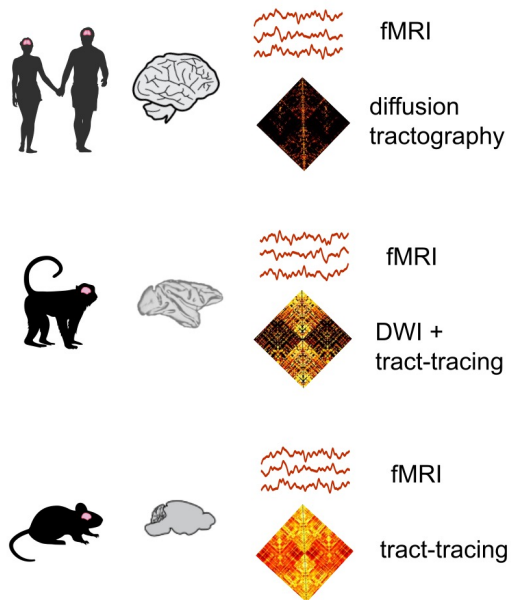 fMRI
diffusion
tractography
fMRI
DWI +
tract-tracing
fMRI
tract-tracing